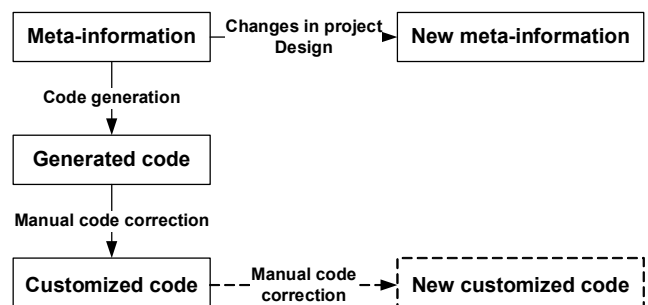 Meta-information
Changes in project
Design
New meta-information
Code generation
Generated code
Manual code correction
Customized code
Manual code
correction
New customized code